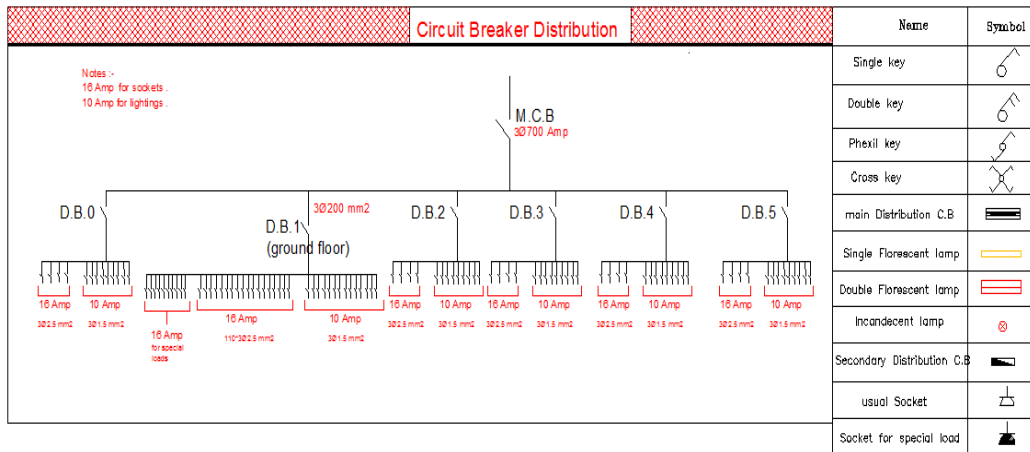 Circuit Breaker Distribution
Notes :-
16 Amp for sockets .
10 Amp for lightings .
M.C.B
3Ø700 Amp
D.B.0
D.B.1
(ground floor)
3Ø200 mm2
D.B.2
D.B.3
D.B.4
D.B.5
16 Amp
3Ø2.5 mm2
10 Amp
3Ø1.5 mm2
16 Amp
for special
loads
16 Amp
110*3Ø2.5 mm2
10 Amp
3Ø1.5 mm2
16 Amp
3Ø2.5 mm2
10 Amp
3Ø1.5 mm2
16 Amp
3Ø2.5 mm2
10 Amp
3Ø1.5 mm2
16 Amp
3Ø2.5 mm2
10 Amp
3Ø1.5 mm2
16 Amp
3Ø2.5 mm2
10 Amp
3Ø1.5 mm2
Name Symbol
Single key
Double key
Phexil key
Cross key
main Distribution C.B
Single Florescent lamp
Double Florescent lamp
Incandecent lamp
Secondary Distribution C.B
usual Socket
Socket for special load